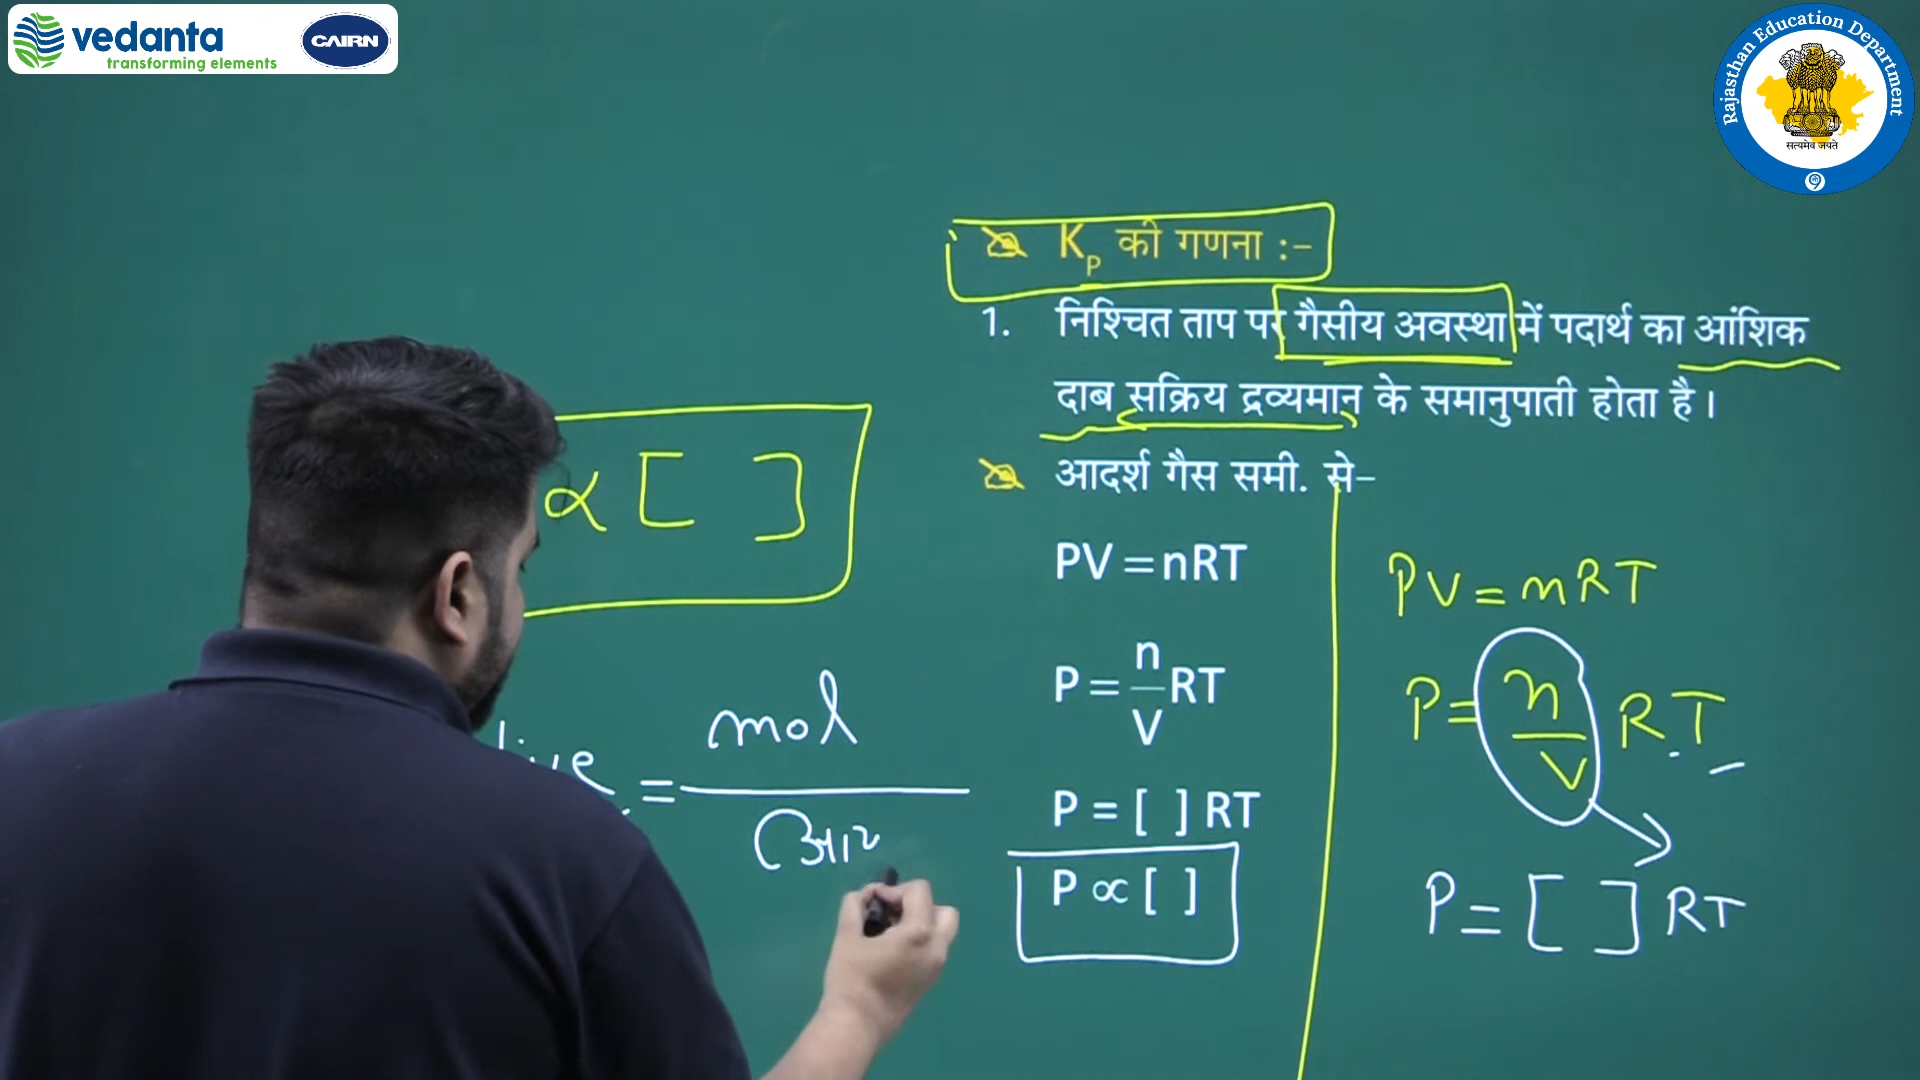 vedanta
transforming elements
CAIRN
Rajasthan Education Department
सत्यमेव जयते
K_P की गणना :-
1. निश्चित ताप पर गैसीय अवस्था में पदार्थ का आंशिक
दाब सक्रिय द्रव्यमान के समानुपाती होता है।
आदर्श गैस समी. से-
PV = nRT
P = n/V RT
P = [ ] RT
P ∝ [ ]
∝ [ ]
= mol
PV = nRT
P = n/V RT
P = [ ] RT